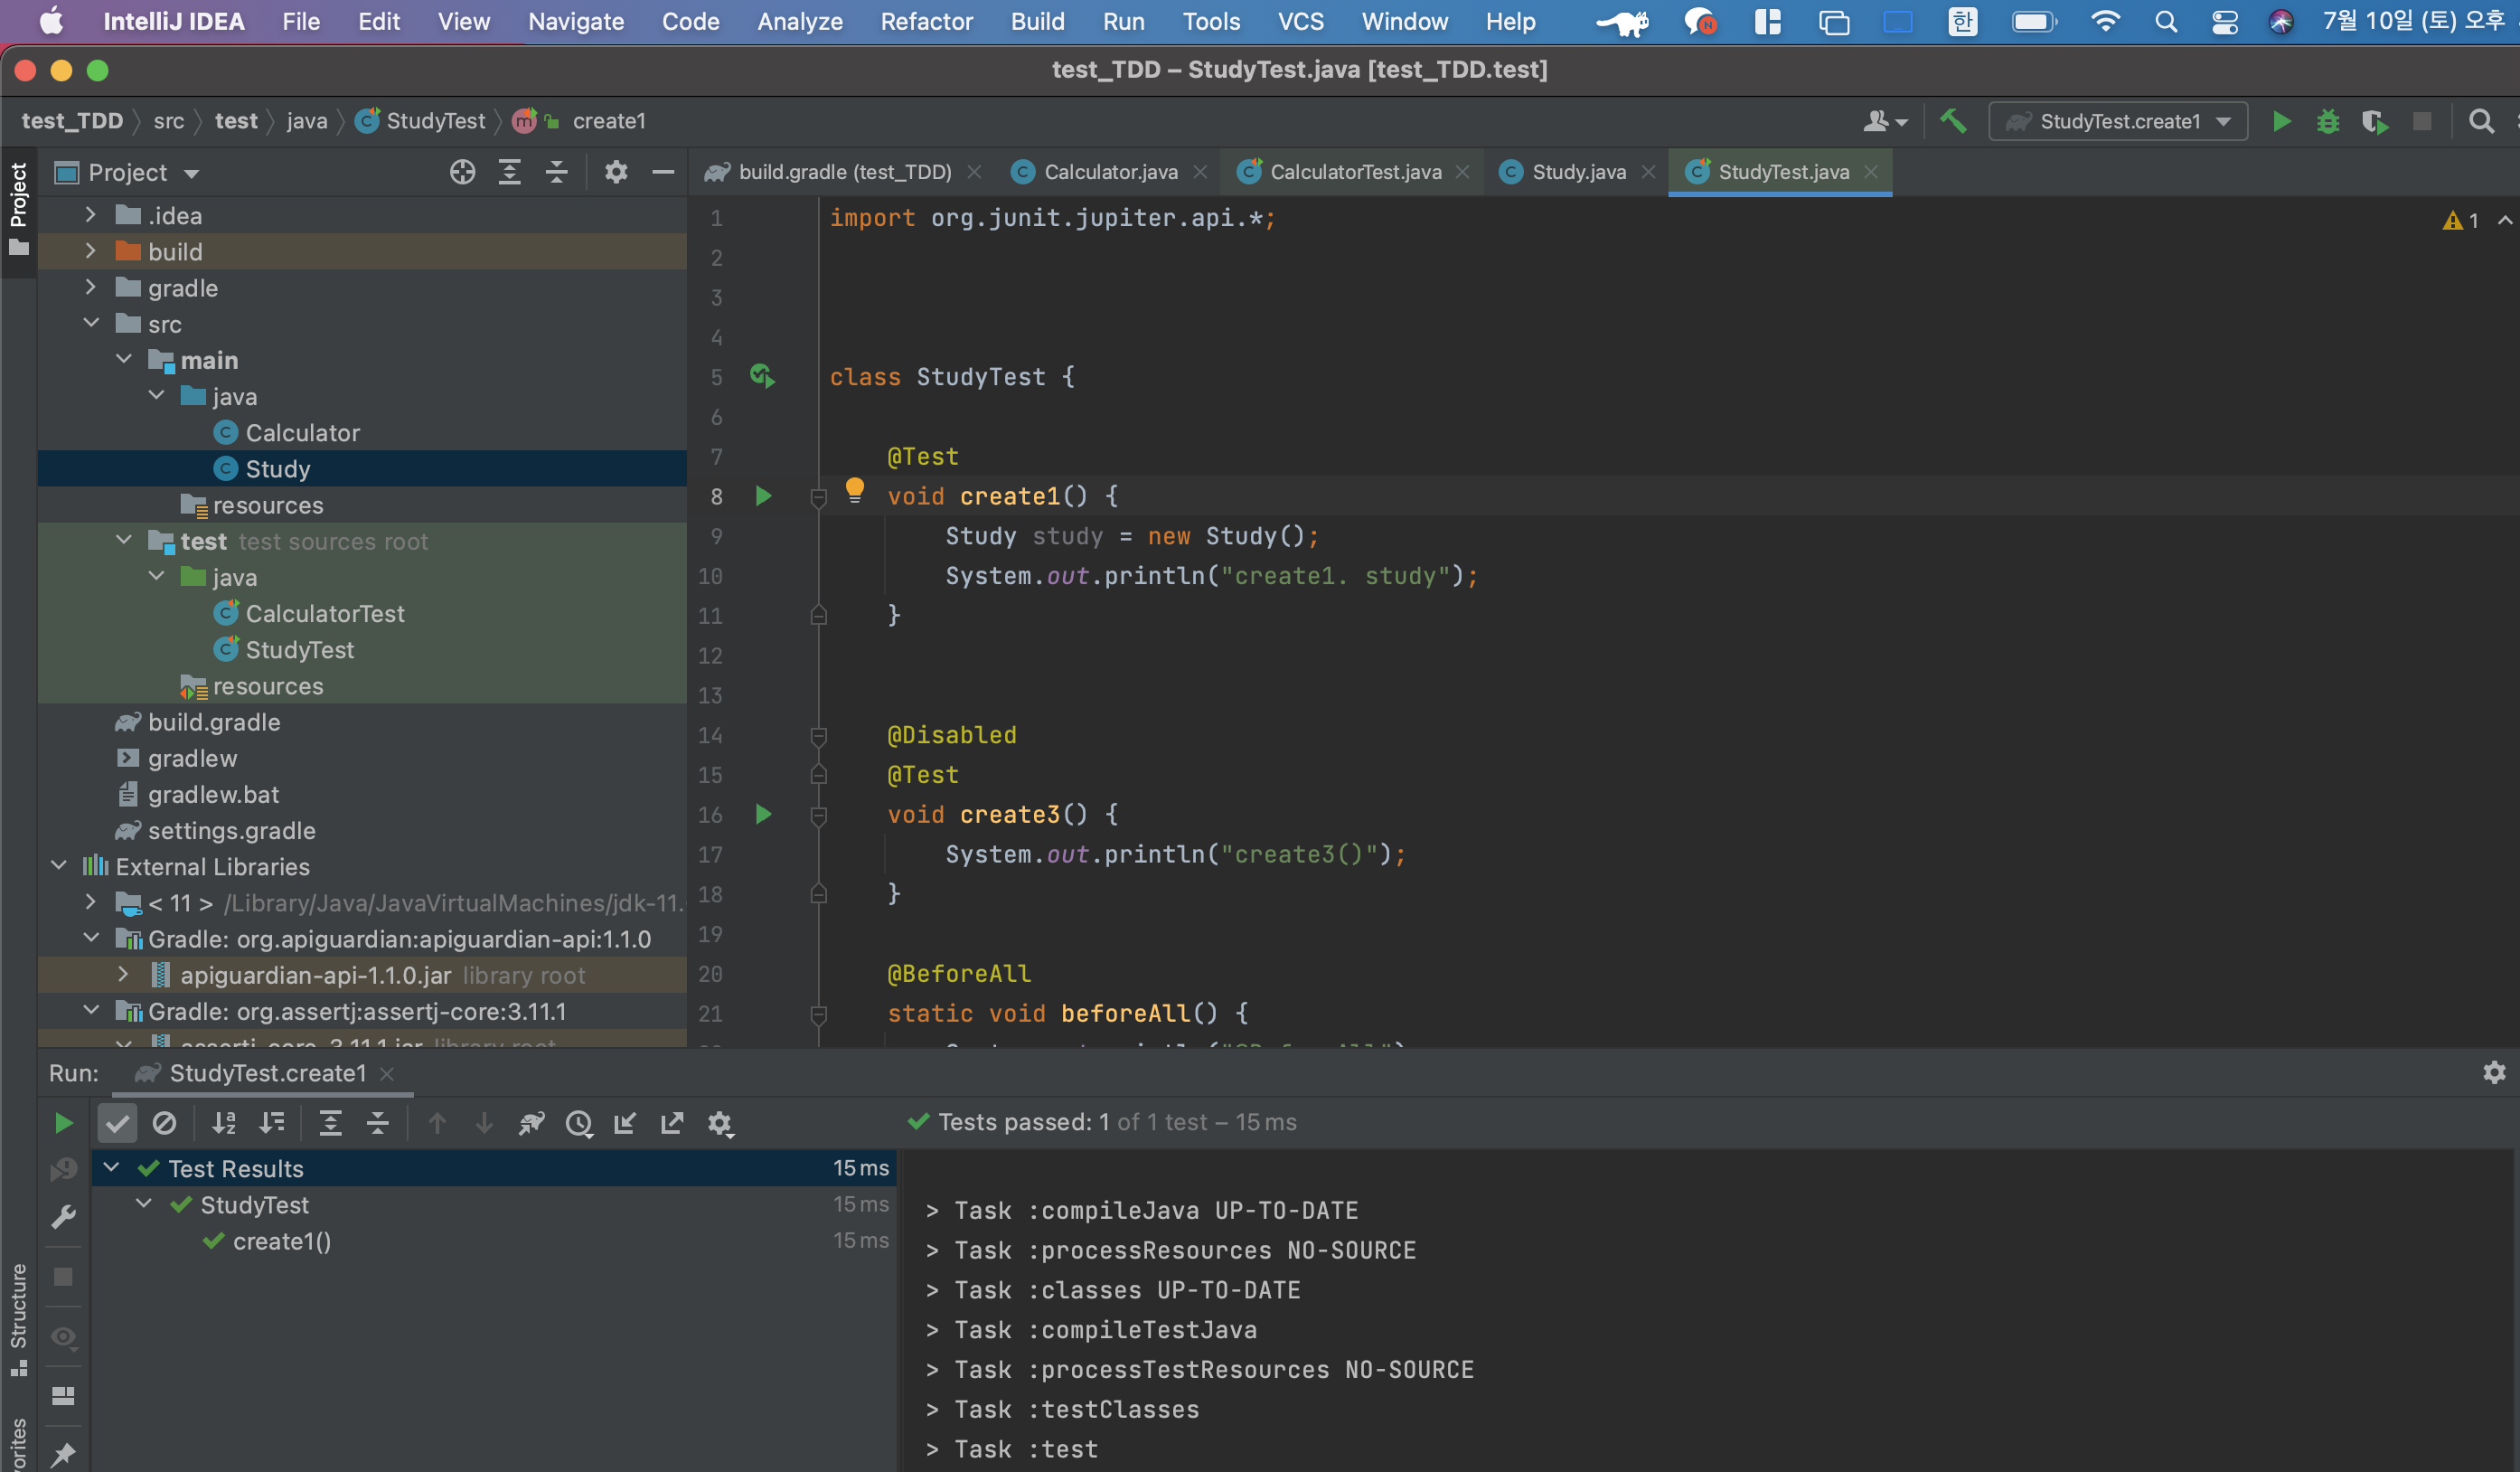 IntelliJ IDEA File Edit View Navigate Code Analyze Refactor Build Run Tools VCS Window Help N 한 7월 10일 (토) 오후
test_TDD – StudyTest.java [test_TDD.test]
test_TDD src test java StudyTest create1 StudyTest.create1
Project
Project
build.gradle (test_TDD) Calculator.java CalculatorTest.java Study.java StudyTest.java
.idea
build
gradle
src
main
java
Calculator
Study
resources
test test sources root
java
CalculatorTest
StudyTest
resources
build.gradle
gradlew
gradlew.bat
settings.gradle
External Libraries
< 11 > /Library/Java/JavaVirtualMachines/jdk-11.
Gradle: org.apiguardian:apiguardian-api:1.1.0
apiguardian-api-1.1.0.jar library root
Gradle: org.assertj:assertj-core:3.11.1
assertj-core-3.11.1.jar library root
1 import org.junit.jupiter.api.*;
1
2
3
4
5 class StudyTest {
6
7 @Test
8 void create1() {
9 Study study = new Study();
10 System.out.println("create1. study");
11 }
12
13
14 @Disabled
15 @Test
16 void create3() {
17 System.out.println("create3()");
18 }
19
20 @BeforeAll
21 static void beforeAll() {
Run: StudyTest.create1
Tests passed: 1 of 1 test – 15 ms
Test Results 15 ms
StudyTest 15 ms
create1() 15 ms
> Task :compileJava UP-TO-DATE
> Task :processResources NO-SOURCE
> Task :classes UP-TO-DATE
> Task :compileTestJava
> Task :processTestResources NO-SOURCE
> Task :testClasses
> Task :test
Structure